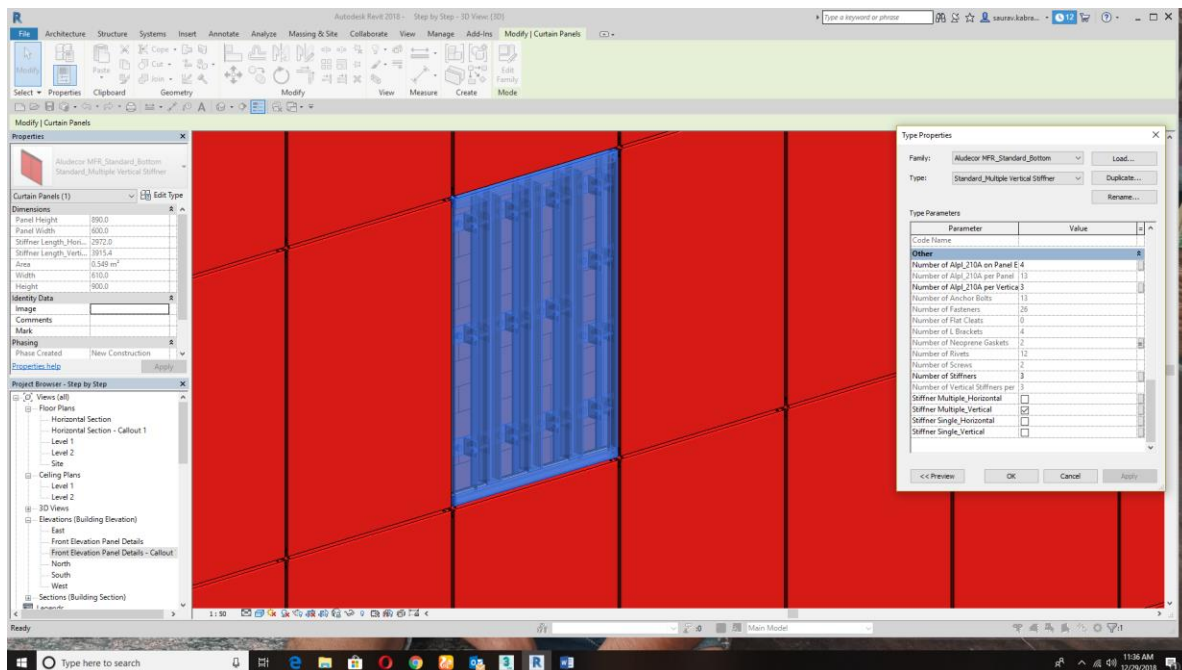 Autodesk Revit 2018 - Step by Step - 3D View: {3D}
Type a keyword or phrase
saurav.kabra...
12
File Architecture Structure Systems Insert Annotate Analyze Massing & Site Collaborate View Manage Add-Ins Modify | Curtain Panels
Modify Paste Cope Cut Join Edit Family
Select Properties Clipboard Geometry Modify View Measure Create Mode
Modify | Curtain Panels
Properties
Aludecor MFR_Standard_Bottom
Standard_Multiple Vertical Stiffner
Curtain Panels (1) Edit Type
Dimensions
Panel Height 890.0
Panel Width 600.0
Stiffner Length_Hori... 2972.0
Stiffner Length_Verti... 3915.4
Area 0.549 m²
Width 610.0
Height 900.0
Identity Data
Image
Comments
Mark
Phasing
Phase Created New Construction
Properties help Apply
Project Browser - Step by Step
Views (all)
Floor Plans
Horizontal Section
Horizontal Section - Callout 1
Level 1
Level 2
Site
Ceiling Plans
Level 1
Level 2
3D Views
Elevations (Building Elevation)
East
Front Elevation Panel Details
Front Elevation Panel Details - Callout
North
South
West
Sections (Building Section)
Legends
Type Properties
Family: Aludecor MFR_Standard_Bottom Load...
Type: Standard_Multiple Vertical Stiffner Duplicate...
Rename...
Type Parameters
Parameter Value =
Code Name
Other
Number of Alpl_210A on Panel E 4
Number of Alpl_210A per Panel 13
Number of Alpl_210A per Vertica 3
Number of Anchor Bolts 13
Number of Fasteners 26
Number of Flat Cleats 0
Number of L Brackets 4
Number of Neoprene Gaskets 2
Number of Rivets 12
Number of Screws 2
Number of Stiffners 3
Number of Vertical Stiffners per 3
Stiffner Multiple_Horizontal
Stiffner Multiple_Vertical
Stiffner Single_Horizontal
Stiffner Single_Vertical
<< Preview OK Cancel Apply
1 : 50
Ready :0 Main Model :1
Type here to search
11:36 AM
12/29/2018